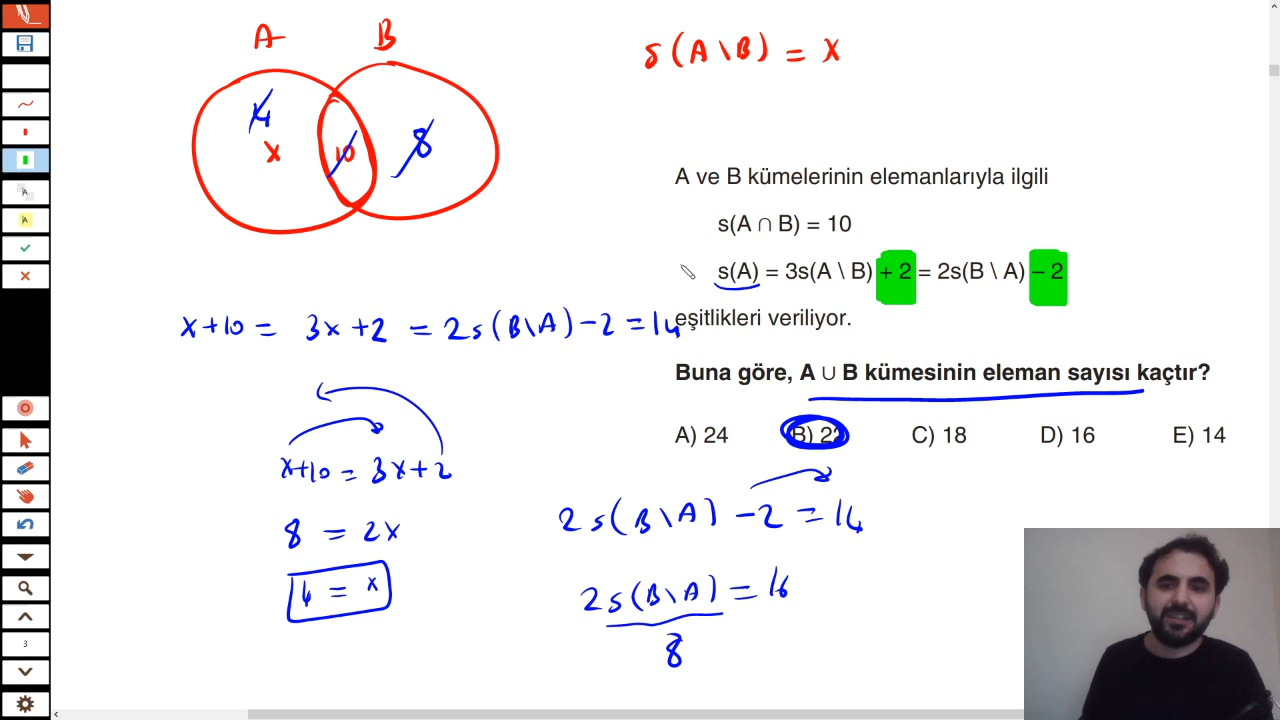 A B
s(A\B) = x
4
x 10 8
A ve B kümelerinin elemanlarıyla ilgili
s(A ∩ B) = 10
s(A) = 3s(A \ B) + 2 = 2s(B \ A) – 2
eşitlikleri veriliyor.
x+10 = 3x+2 = 2s(B\A)-2 = 14
Buna göre, A ∪ B kümesinin eleman sayısı kaçtır?
A) 24 B) 22 C) 18 D) 16 E) 14
x+10 = 3x+2
8 = 2x
4 = x
2s(B\A) -2 = 14
2s(B\A) = 16
8
3